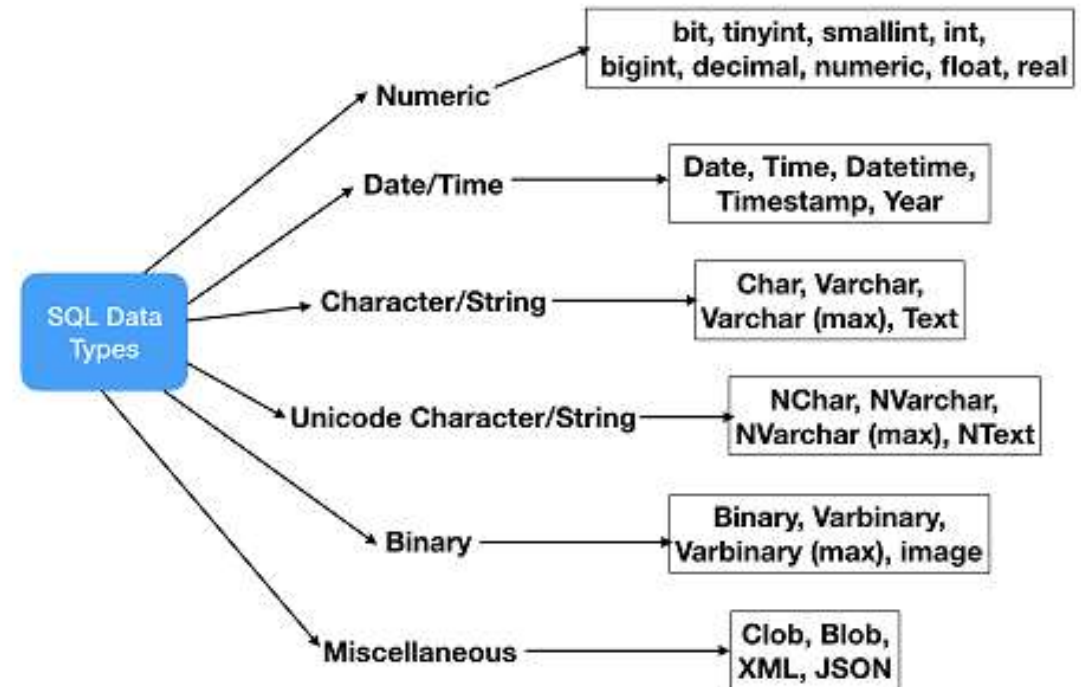 bit, tinyint, smallint, int,
bigint, decimal, numeric, float, real
Numeric
Date, Time, Datetime,
Timestamp, Year
Date/Time
Char, Varchar,
Varchar (max), Text
Character/String
SQL Data
Types
NChar, NVarchar,
NVarchar (max), NText
Unicode Character/String
Binary, Varbinary,
Varbinary (max), image
Binary
Clob, Blob,
XML, JSON
Miscellaneous